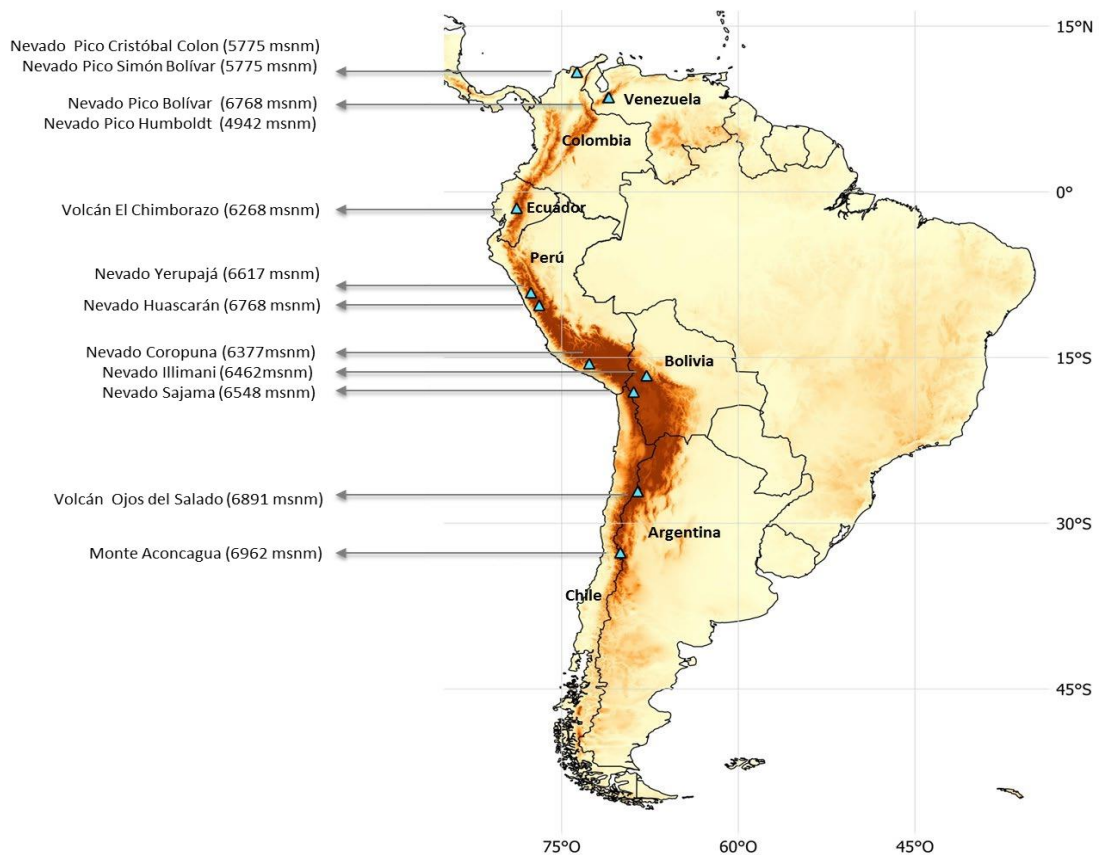 15°N
Nevado Pico Cristóbal Colon (5775 msnm)
Nevado Pico Simón Bolívar (5775 msnm)
Nevado Pico Bolívar (6768 msnm)
Nevado Pico Humboldt (4942 msnm)
Venezuela
Colombia
0°
Volcán El Chimborazo (6268 msnm)
Ecuador
Perú
Nevado Yerupajá (6617 msnm)
Nevado Huascarán (6768 msnm)
Nevado Coropuna (6377msnm)
Nevado Illimani (6462msnm)
Nevado Sajama (6548 msnm)
Bolivia
15°S
Volcán Ojos del Salado (6891 msnm)
30°S
Argentina
Monte Aconcagua (6962 msnm)
Chile
45°S
75°O
60°O
45°O